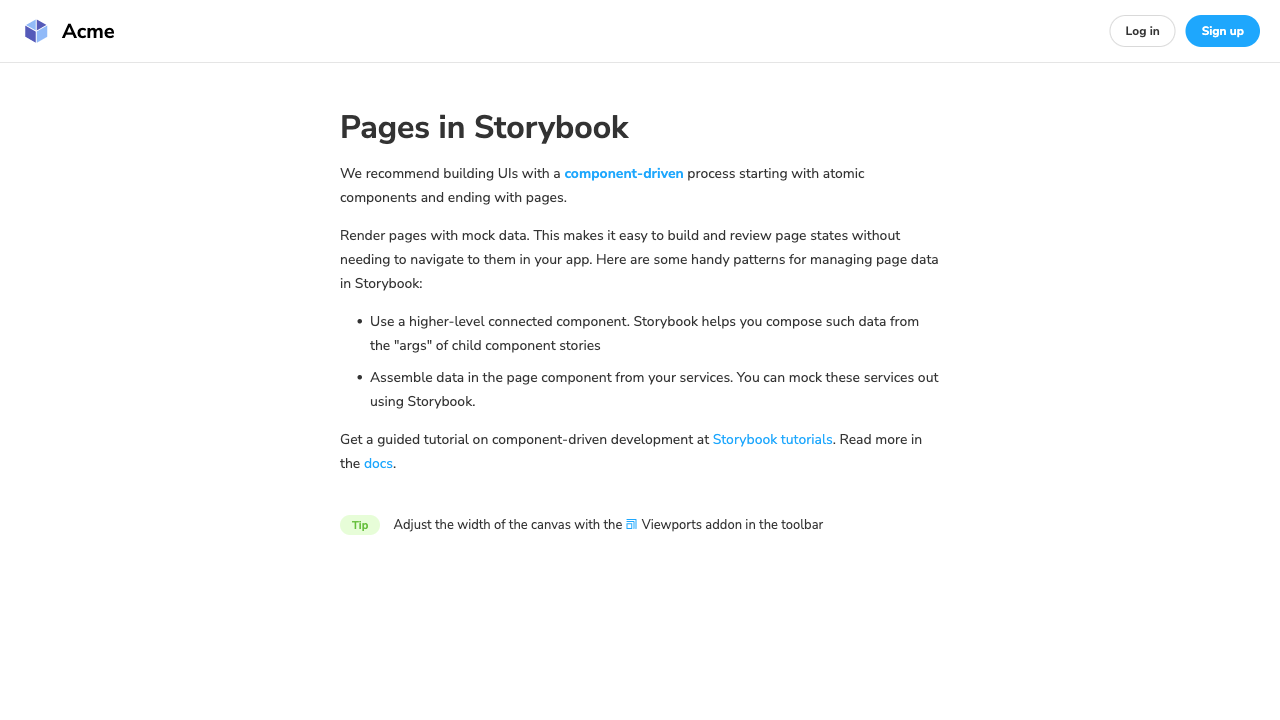 Acme
Log in
Sign up
Pages in Storybook
We recommend building UIs with a component-driven process starting with atomic
components and ending with pages.
Render pages with mock data. This makes it easy to build and review page states without
needing to navigate to them in your app. Here are some handy patterns for managing page data
in Storybook:
• Use a higher-level connected component. Storybook helps you compose such data from
the "args" of child component stories
• Assemble data in the page component from your services. You can mock these services out
using Storybook.
Get a guided tutorial on component-driven development at Storybook tutorials. Read more in
the docs.
Tip Adjust the width of the canvas with the Viewports addon in the toolbar